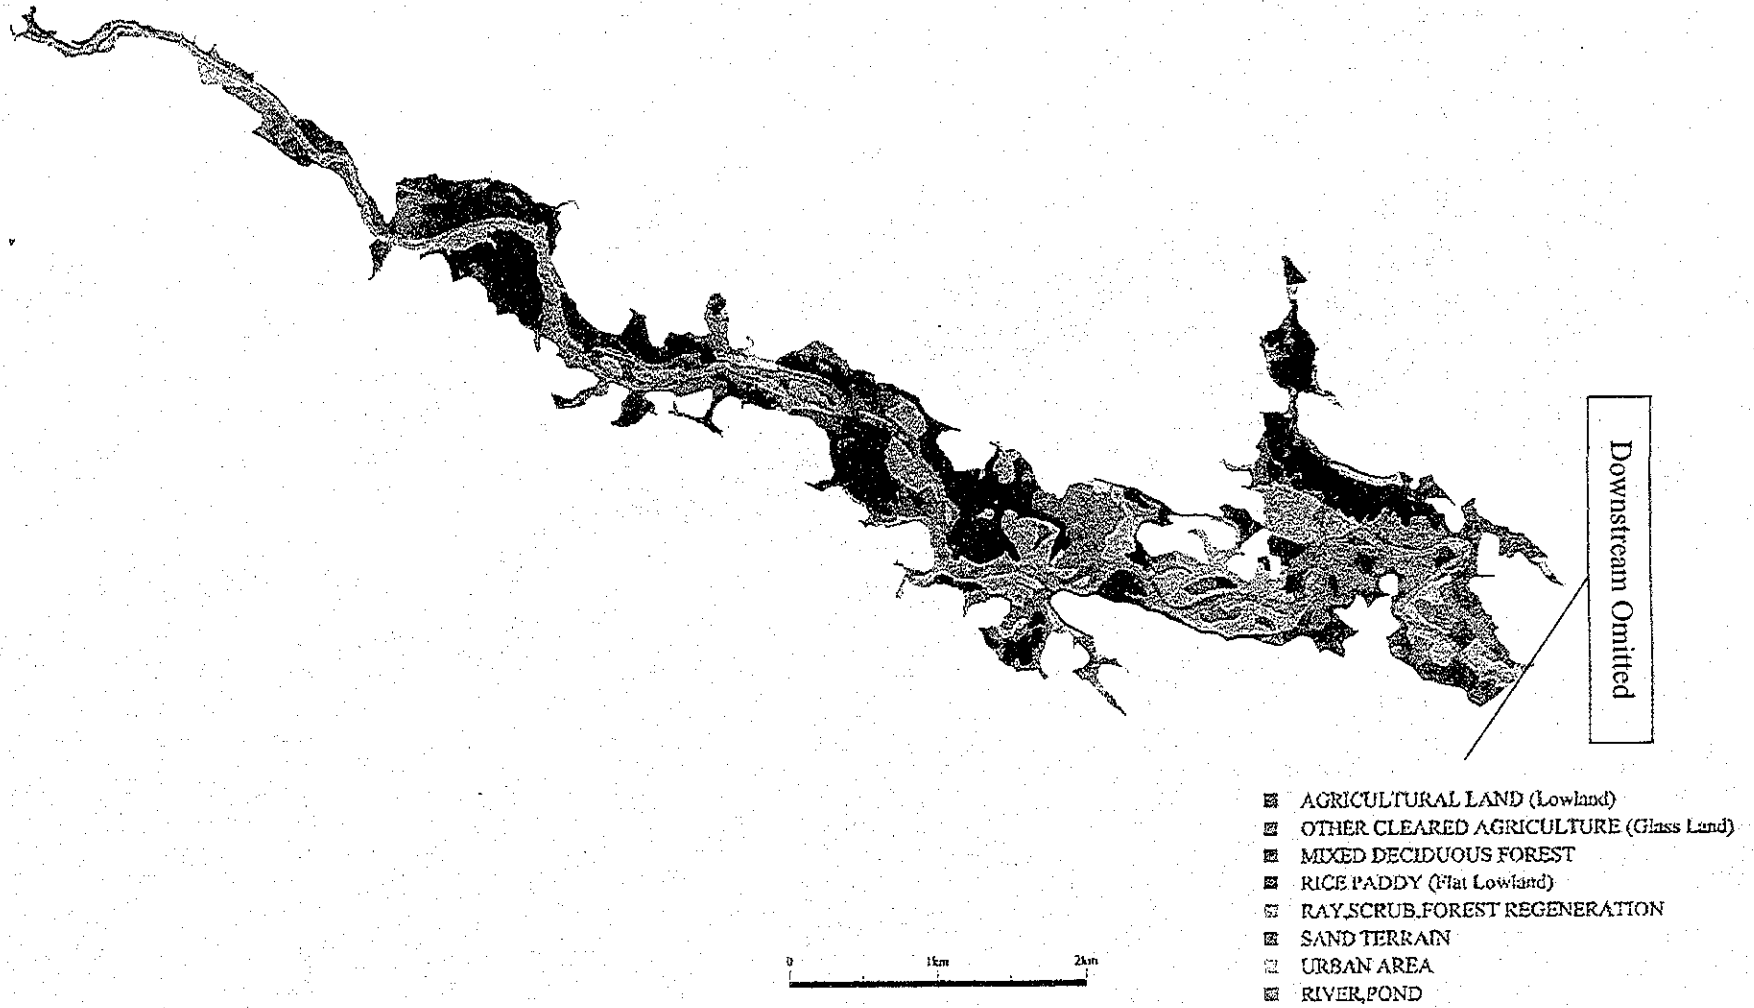 Downstream Omitted
AGRICULTURAL LAND (Lowland)
OTHER CLEARED AGRICULTURE (Glass Land)
MIXED DECIDUOUS FOREST
RICE PADDY (Flat Lowland)
RAY,SCRUB,FOREST REGENERATION
SAND TERRAIN
URBAN AREA
RIVER,POND
0 1km 2km